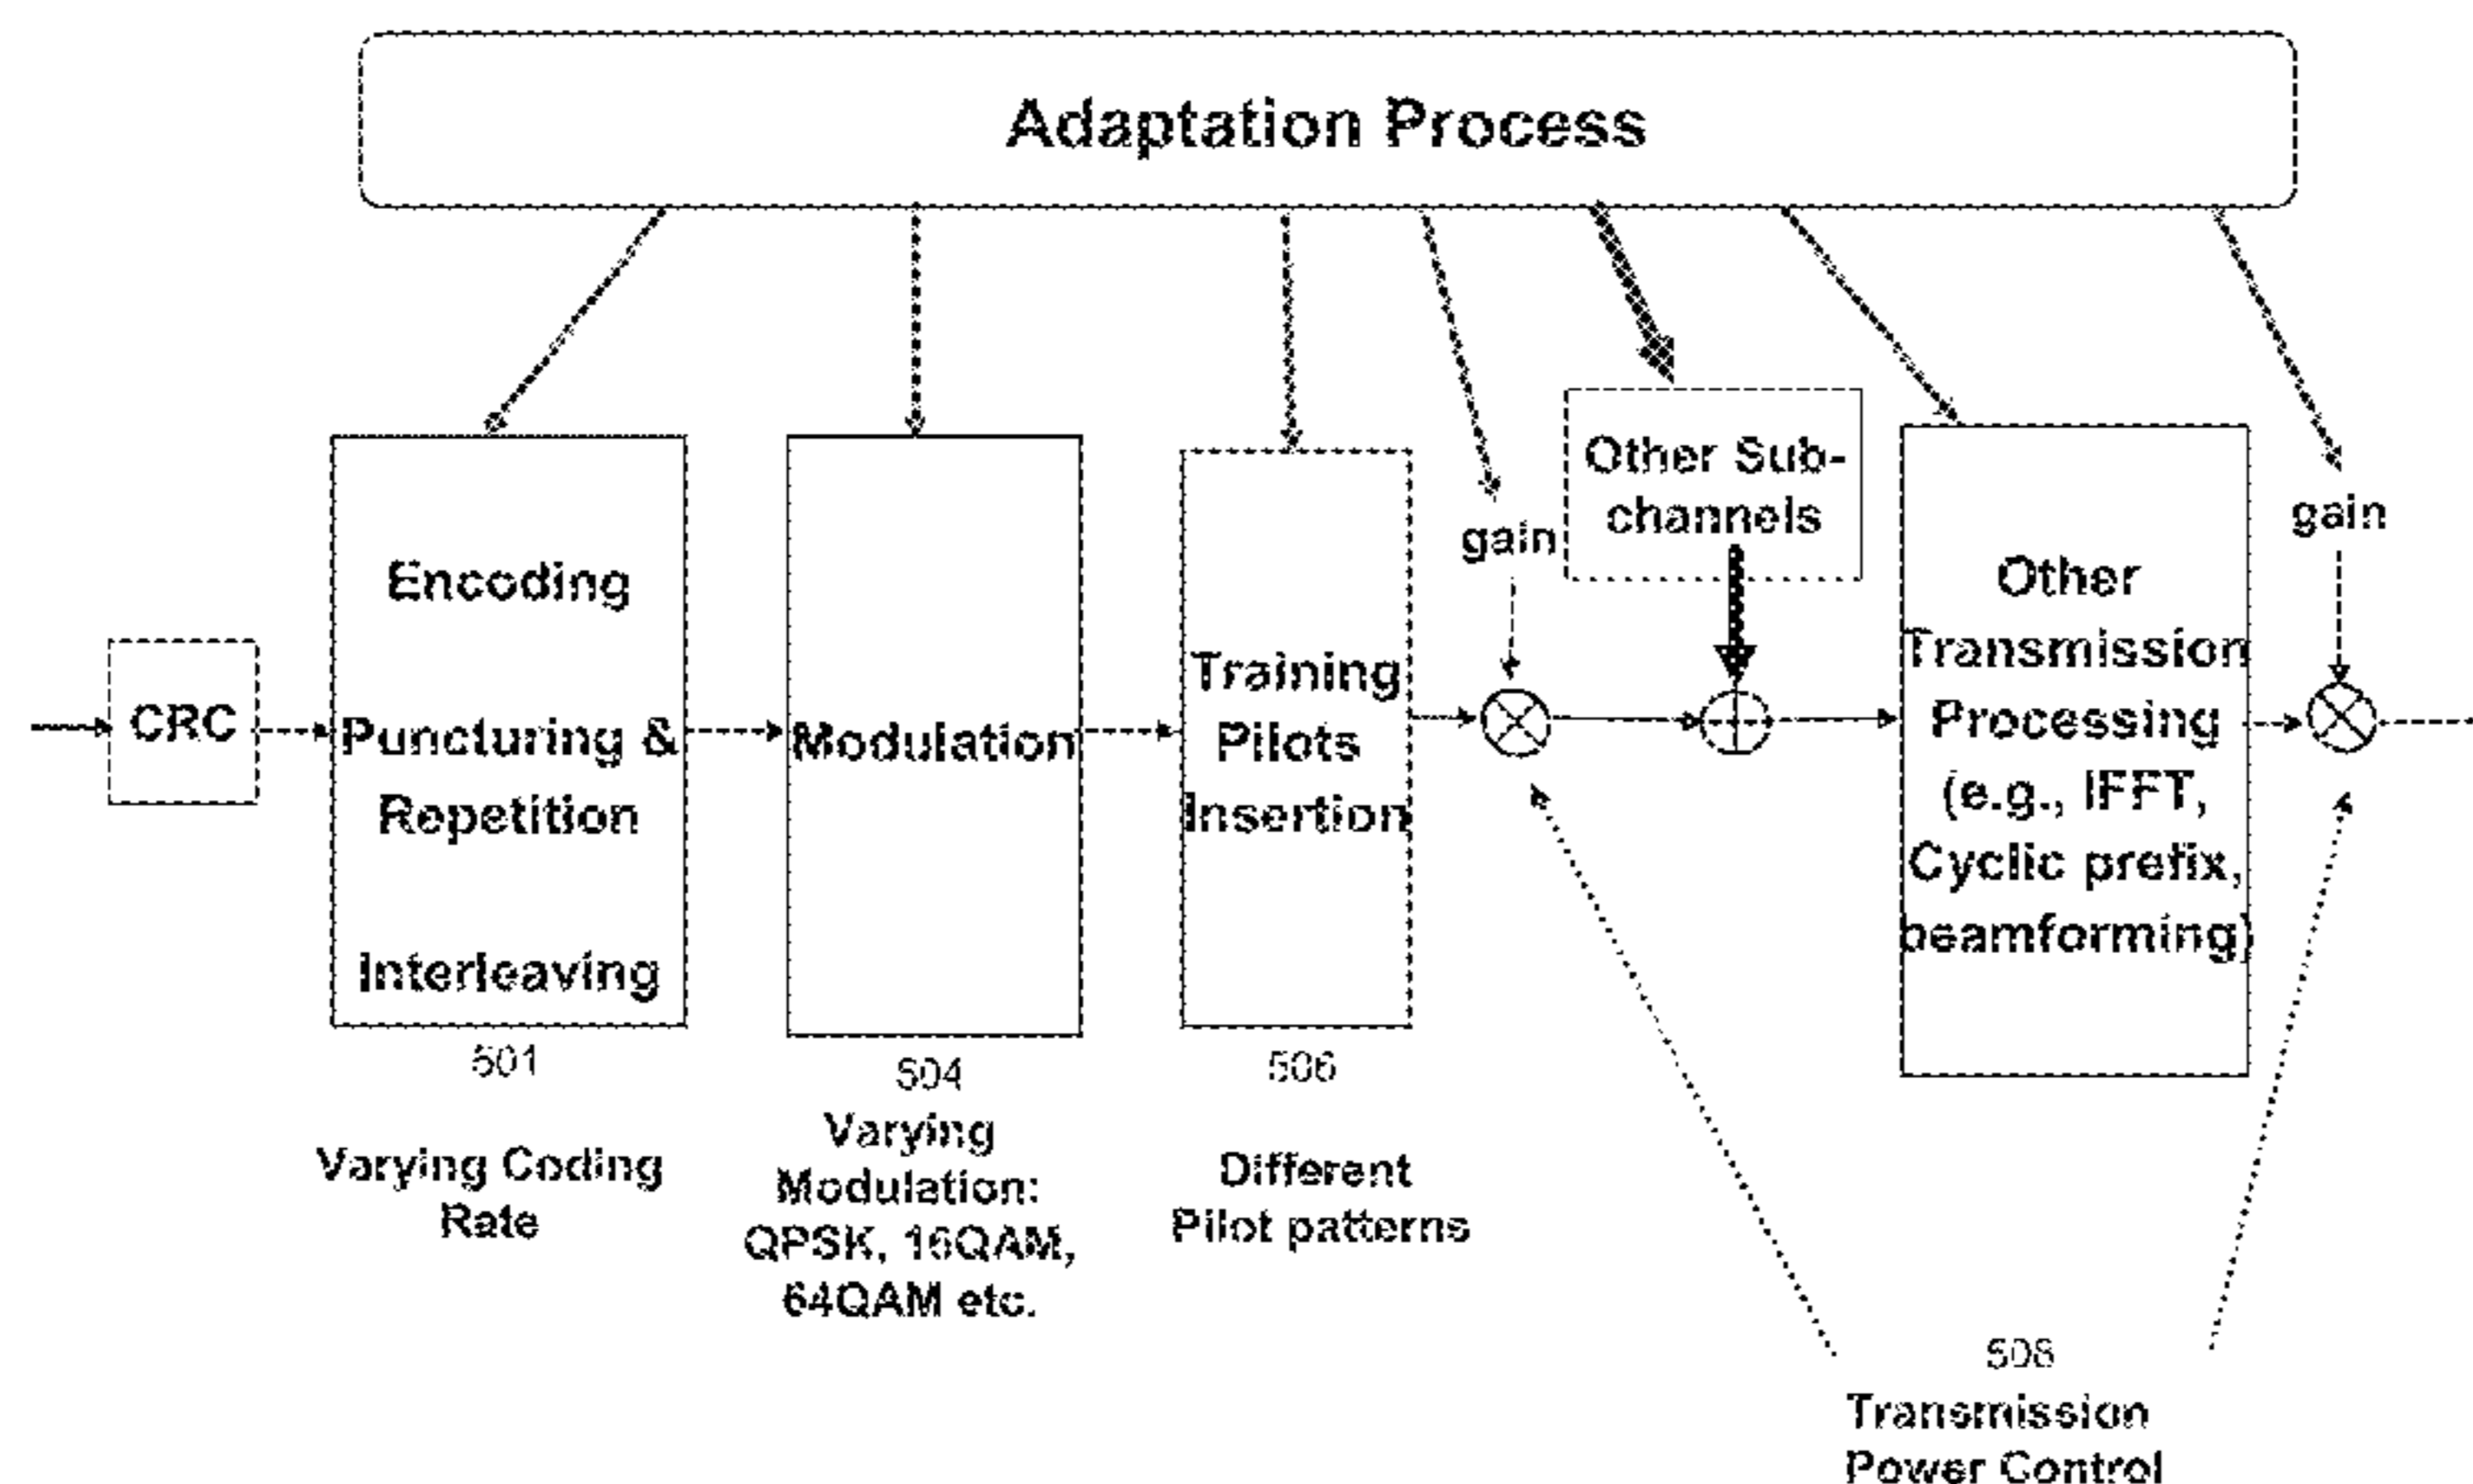 Adaptation Process
CRC
Encoding
Puncturing &
Repetition
Interleaving
501
Varying Coding
Rate
Modulation
504
Varying
Modulation:
QPSK, 16QAM,
64QAM etc.
Training
Pilots
Insertion
506
Different
Pilot patterns
gain
Other Sub-
channels
Other
Transmission
Processing
(e.g., IFFT,
Cyclic prefix,
beamforming)
gain
508
Transmission
Power Control